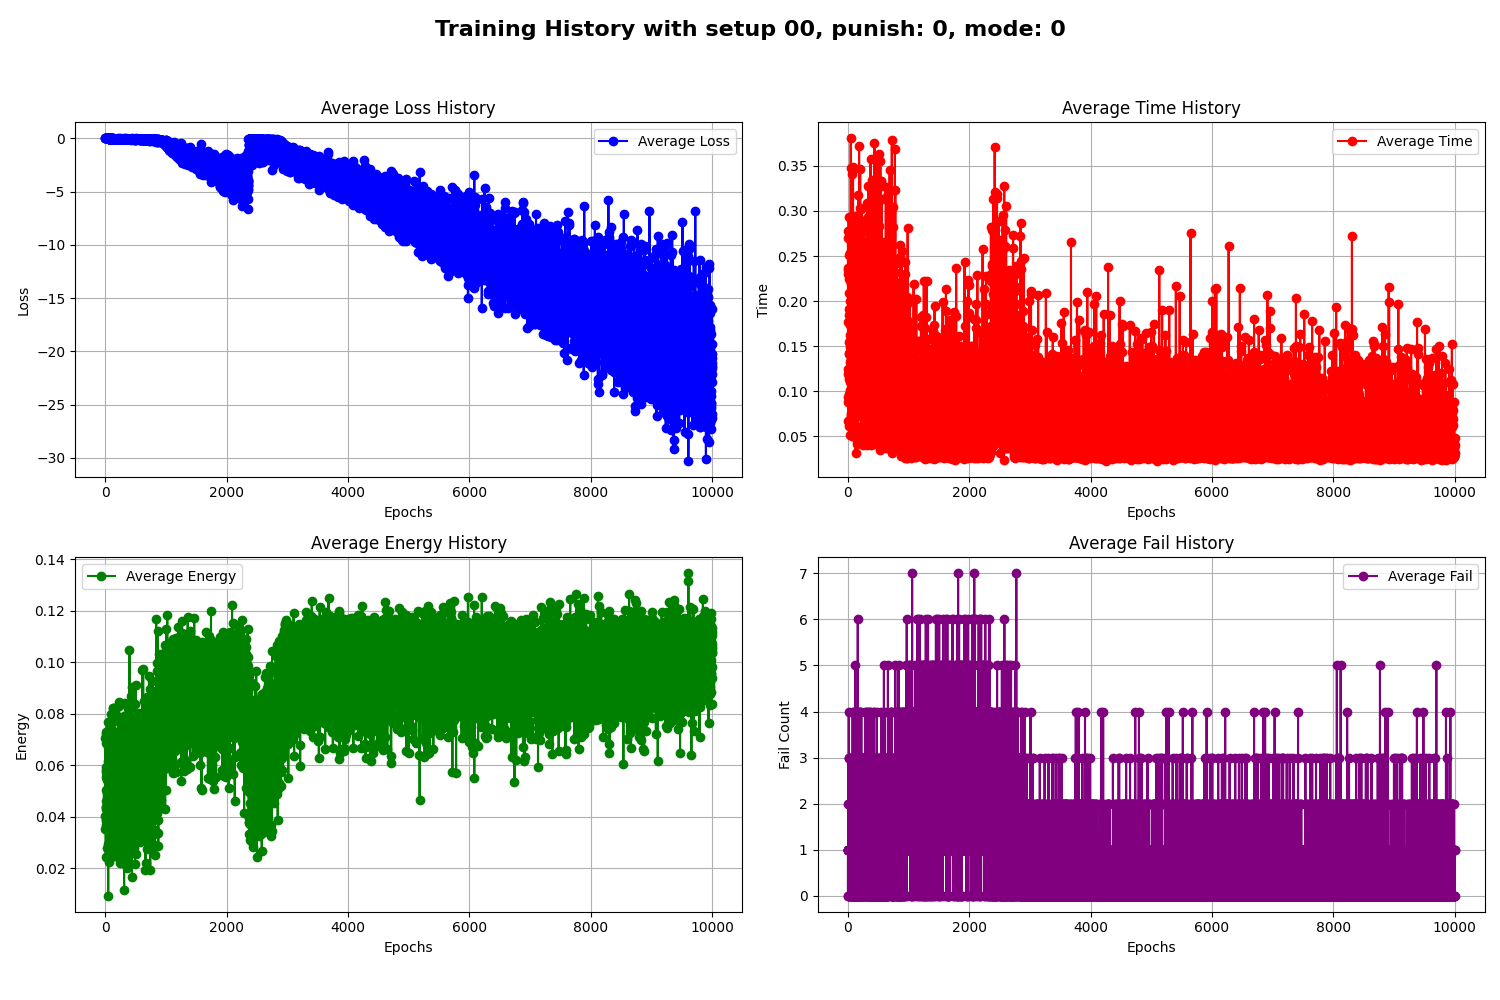 Training History with setup 00, punish: 0, mode: 0
Average Loss History
Average Loss
Loss
0
−5
−10
−15
−20
−25
−30
0 2000 4000 6000 8000 10000
Epochs
Average Time History
Average Time
Time
0.35
0.30
0.25
0.20
0.15
0.10
0.05
0 2000 4000 6000 8000 10000
Epochs
Average Energy History
Average Energy
Energy
0.14
0.12
0.10
0.08
0.06
0.04
0.02
0 2000 4000 6000 8000 10000
Epochs
Average Fail History
Average Fail
Fail Count
7
6
5
4
3
2
1
0
0 2000 4000 6000 8000 10000
Epochs